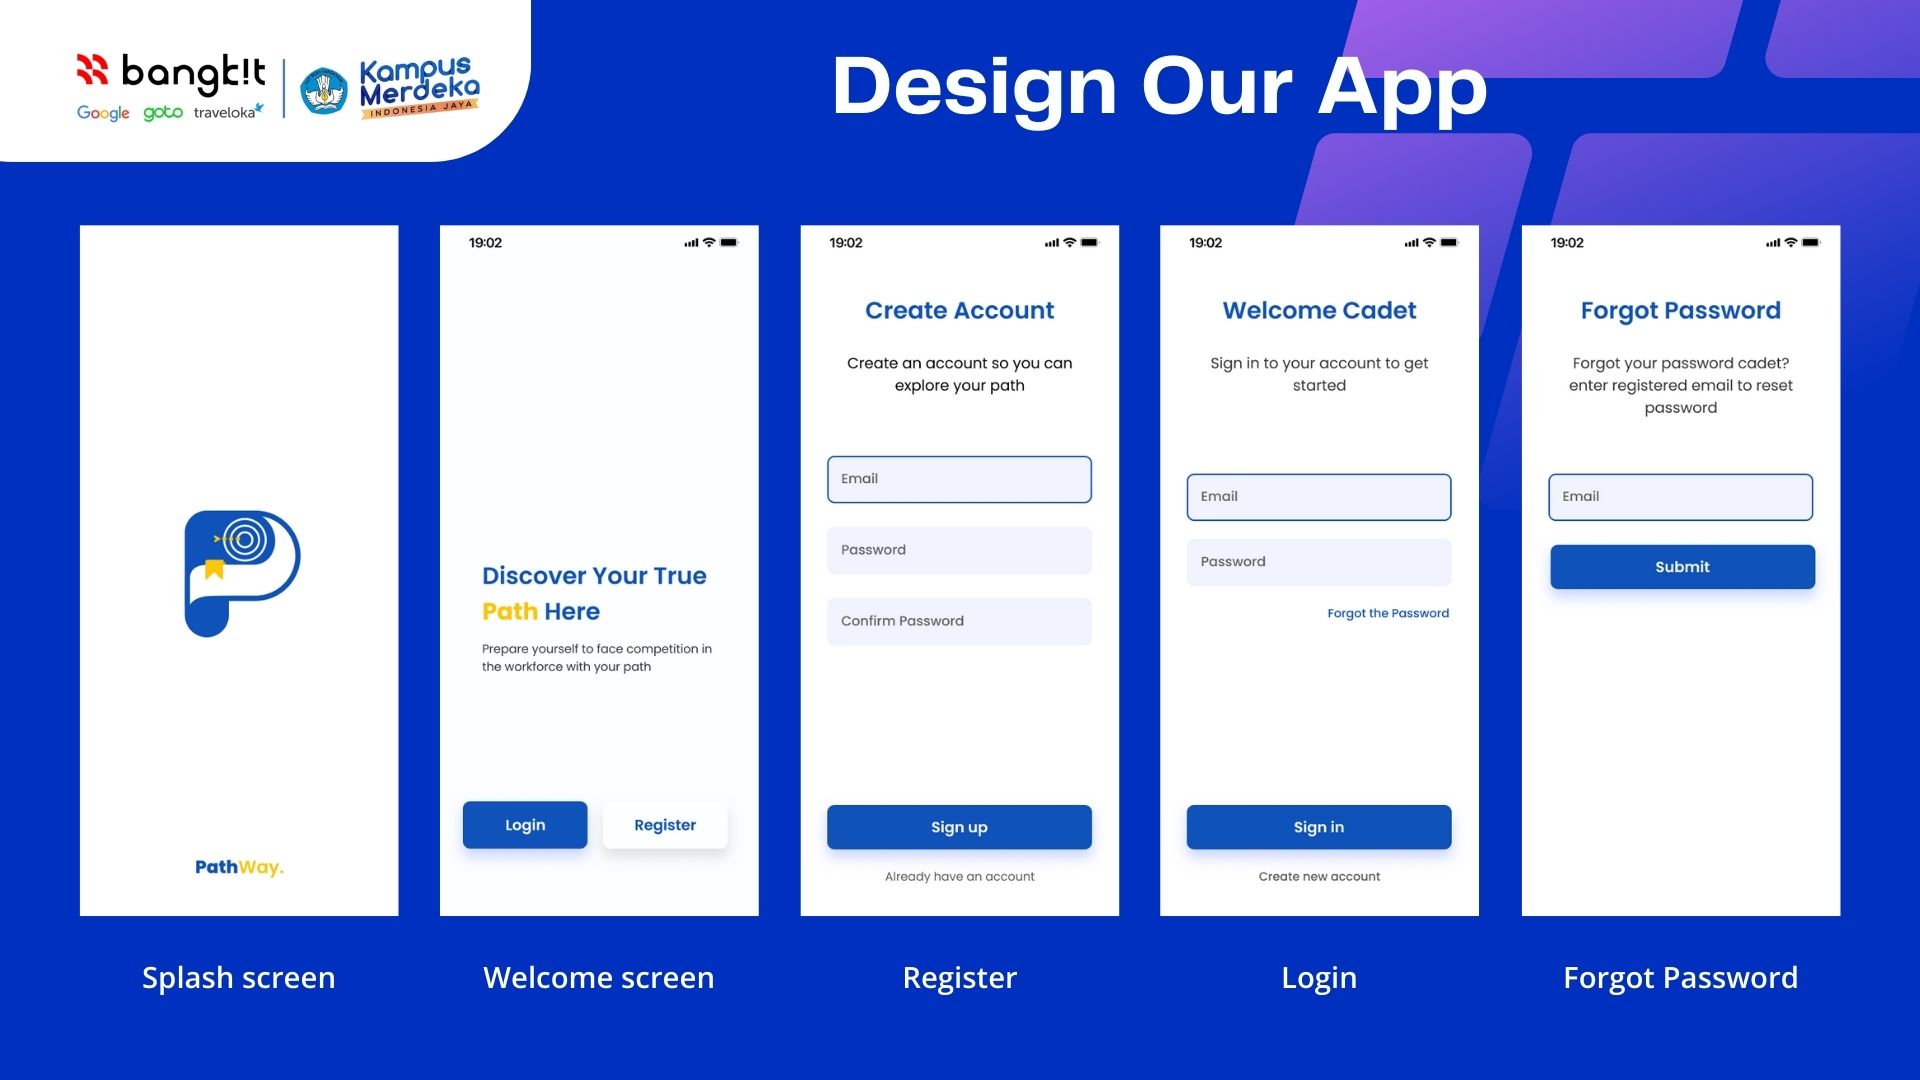 bangk!t
Google goto traveloka
Kampus
Merdeka
INDONESIA JAYA
Design Our App
PathWay.
Splash screen
19:02
Discover Your True
Path Here
Prepare yourself to face competition in
the workforce with your path
Login
Register
Welcome screen
19:02
Create Account
Create an account so you can
explore your path
Email
Password
Confirm Password
Sign up
Already have an account
Register
19:02
Welcome Cadet
Sign in to your account to get
started
Email
Password
Forgot the Password
Sign in
Create new account
Login
19:02
Forgot Password
Forgot your password cadet?
enter registered email to reset
password
Email
Submit
Forgot Password